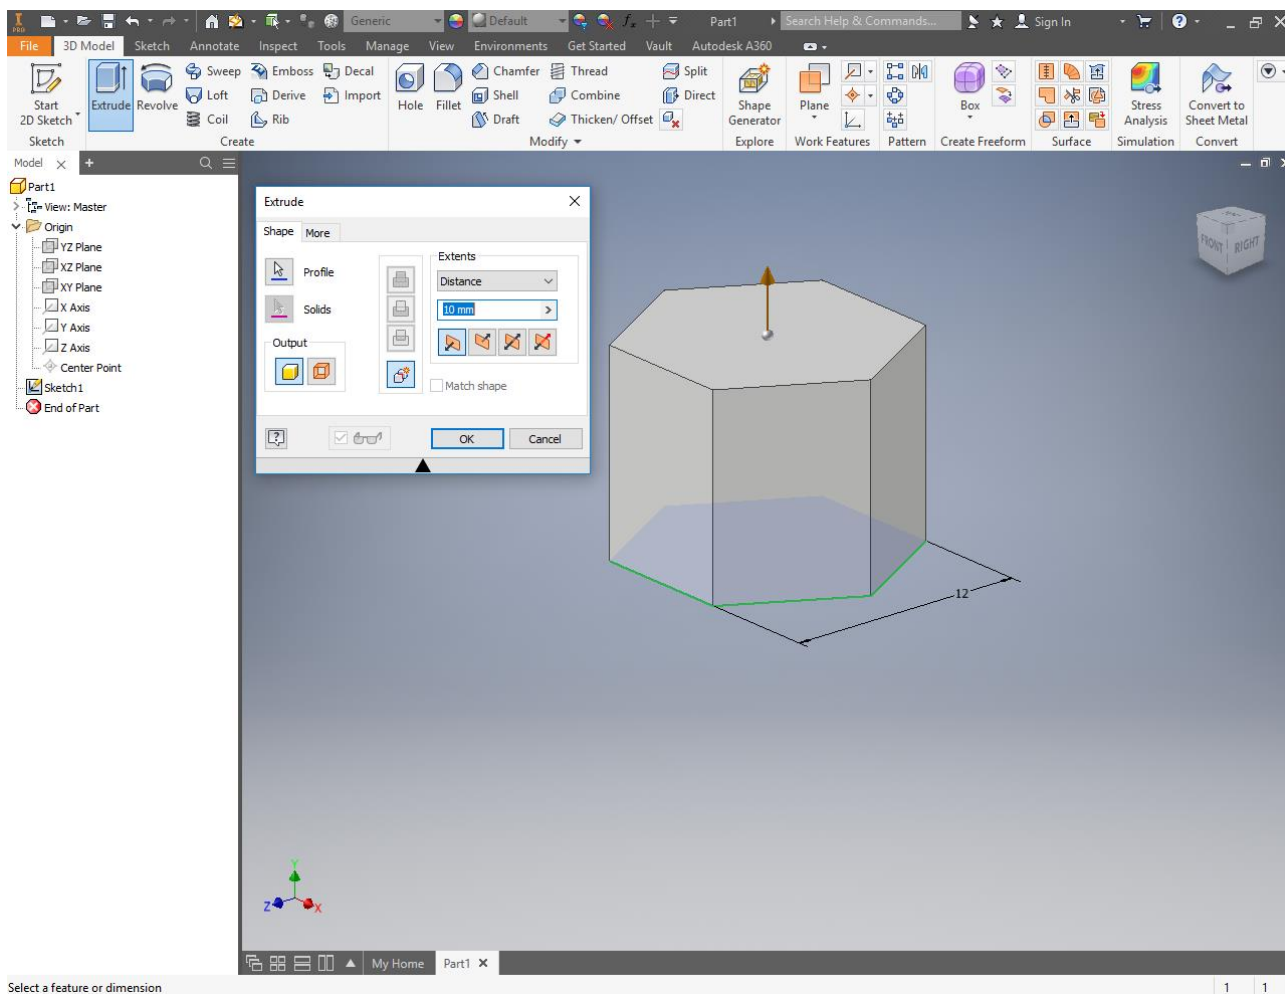 PRO Generic Default Part1 Search Help & Commands... Sign In
File 3D Model Sketch Annotate Inspect Tools Manage View Environments Get Started Vault Autodesk A360
Start 2D Sketch
Extrude Revolve
Sweep Emboss Decal
Loft Derive Import
Coil Rib
Hole Fillet
Chamfer Thread Split
Shell Combine Direct
Draft Thicken/ Offset
Shape Generator
Plane
Box
Stress Analysis
Convert to Sheet Metal
Sketch Create Modify Explore Work Features Pattern Create Freeform Surface Simulation Convert
Model
Part1
View: Master
Origin
YZ Plane
XZ Plane
XY Plane
X Axis
Y Axis
Z Axis
Center Point
Sketch1
End of Part
Extrude
Shape More
Profile
Solids
Output
Extents
Distance
10 mm
Match shape
OK Cancel
FRONT RIGHT
12
Y
Z X
My Home Part1
Select a feature or dimension 1 1